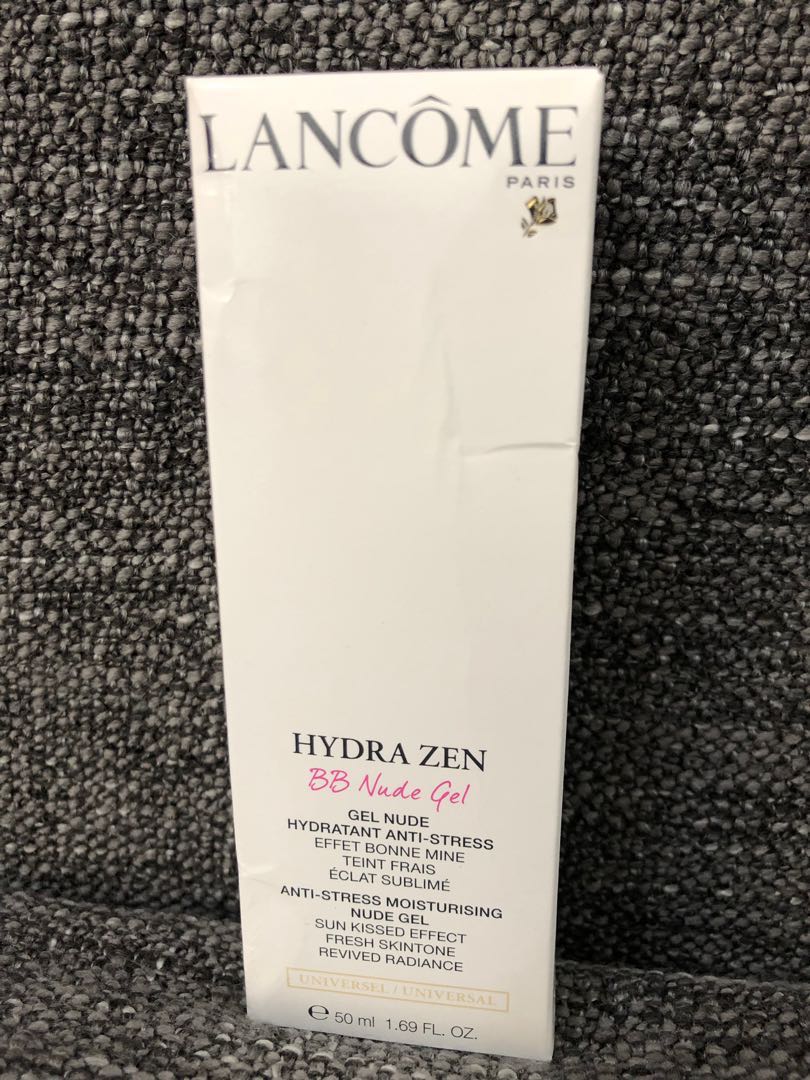 LANCÔME
PARIS
HYDRA ZEN
BB Nude Gel
GEL NUDE
HYDRATANT ANTI-STRESS
EFFET BONNE MINE
TEINT FRAIS
ÉCLAT SUBLIMÉ
ANTI-STRESS MOISTURISING
NUDE GEL
SUN KISSED EFFECT
FRESH SKINTONE
REVIVED RADIANCE
UNIVERSEL / UNIVERSAL
℮ 50 ml 1.69 FL. OZ.